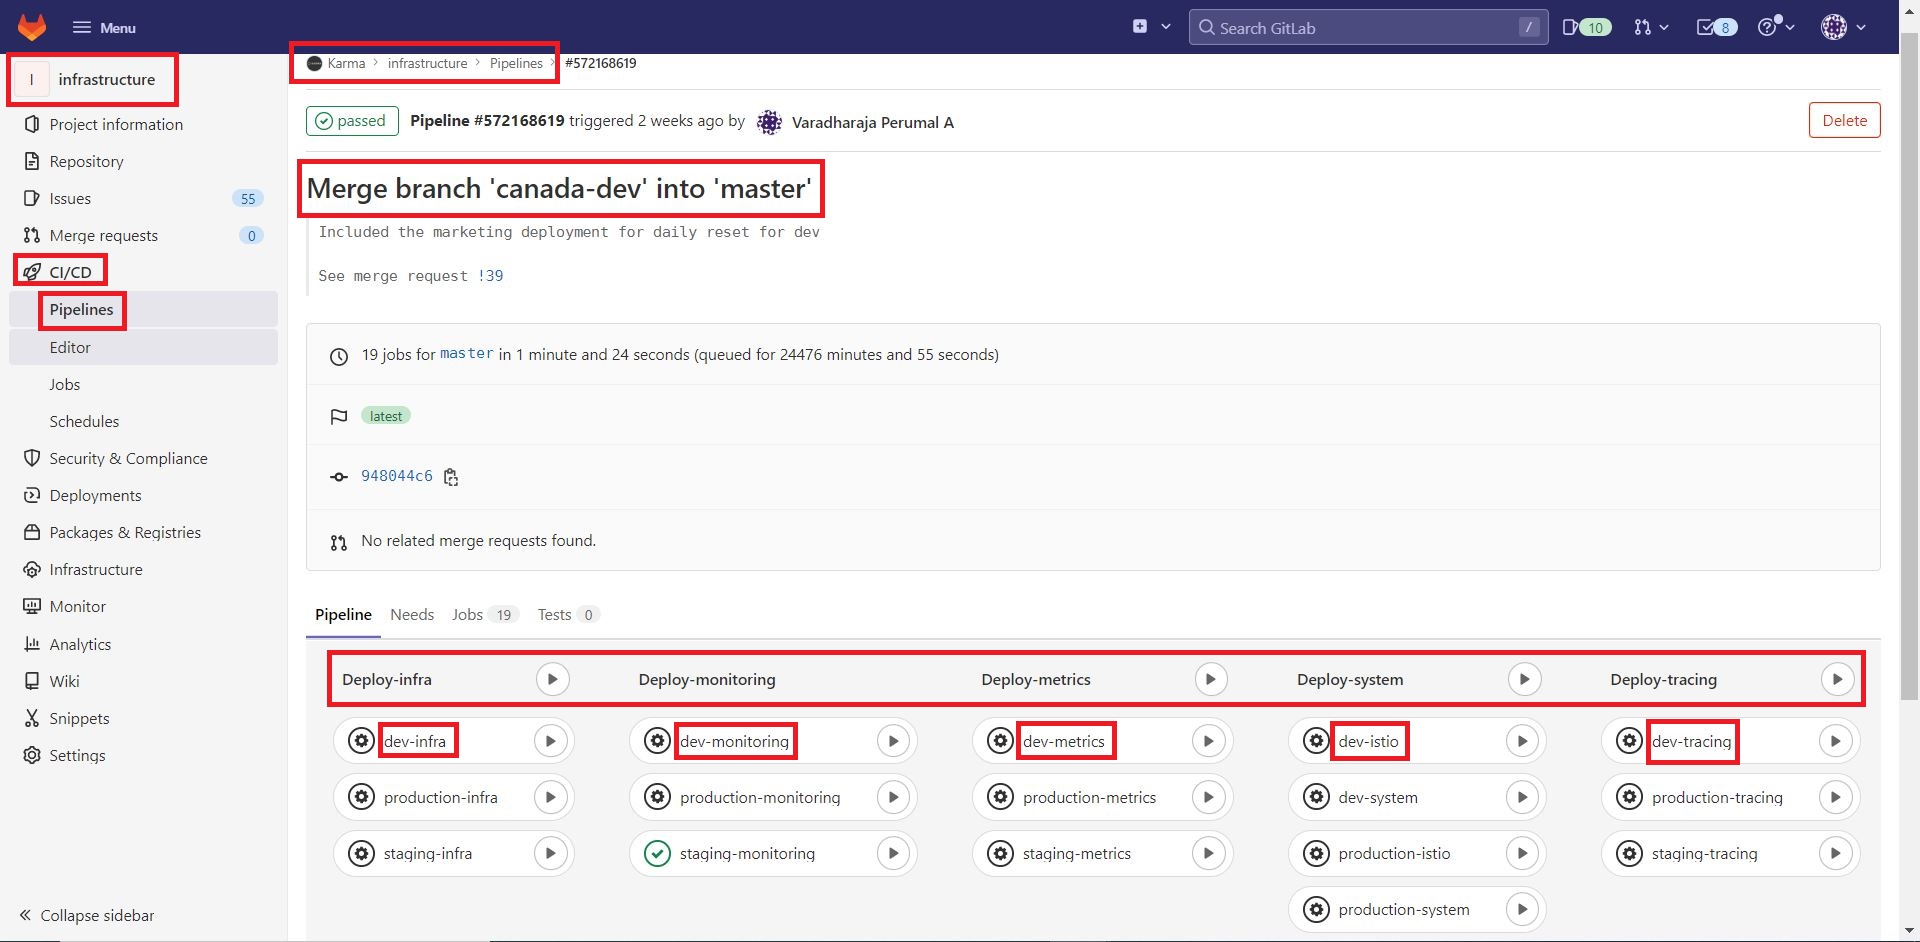 Menu
Search GitLab
/
10
8
I
infrastructure
Project information
Repository
Issues
55
Merge requests
0
CI/CD
Pipelines
Editor
Jobs
Schedules
Security & Compliance
Deployments
Packages & Registries
Infrastructure
Monitor
Analytics
Wiki
Snippets
Settings
Collapse sidebar
Karma > infrastructure > Pipelines > #572168619
passed Pipeline #572168619 triggered 2 weeks ago by Varadharaja Perumal A
Delete
Merge branch 'canada-dev' into 'master'
Included the marketing deployment for daily reset for dev
See merge request !39
19 jobs for master in 1 minute and 24 seconds (queued for 24476 minutes and 55 seconds)
latest
948044c6
No related merge requests found.
Pipeline Needs Jobs 19 Tests 0
Deploy-infra Deploy-monitoring Deploy-metrics Deploy-system Deploy-tracing
dev-infra dev-monitoring dev-metrics dev-istio dev-tracing
production-infra production-monitoring production-metrics dev-system production-tracing
staging-infra staging-monitoring staging-metrics production-istio staging-tracing
production-system